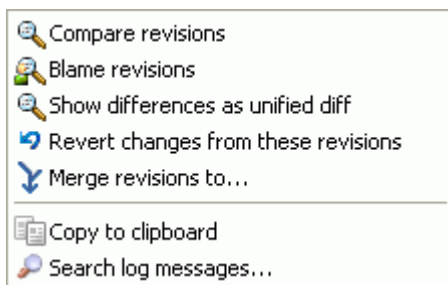 Compare revisions
Blame revisions
Show differences as unified diff
Revert changes from these revisions
Merge revisions to...
Copy to clipboard
Search log messages...